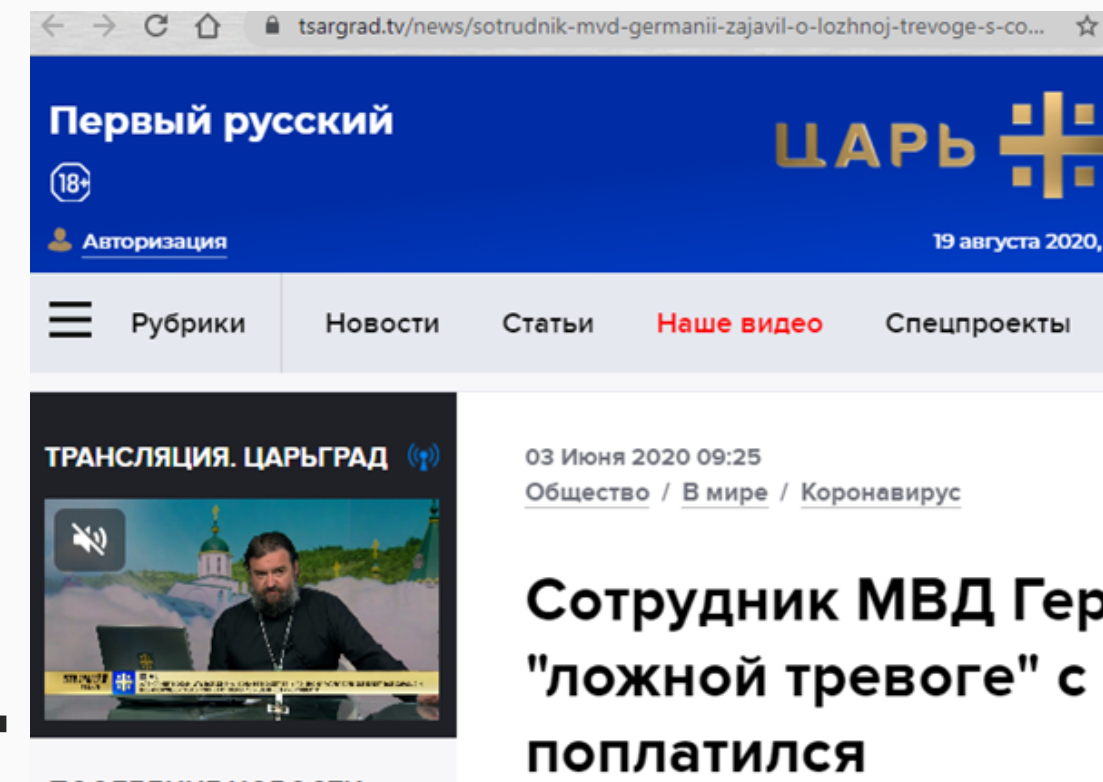 tsargrad.tv/news/sotrudnik-mvd-germanii-zajavil-o-lozhnoj-trevoge-s-co...
Первый русский
ЦАРЬ
18+
Авторизация
19 августа 2020,
Рубрики
Новости
Статьи
Наше видео
Спецпроекты
ТРАНСЛЯЦИЯ. ЦАРЬГРАД
03 Июня 2020 09:25
Общество / В мире / Коронавирус
Сотрудник МВД Гер
"ложной тревоге" с
поплатился